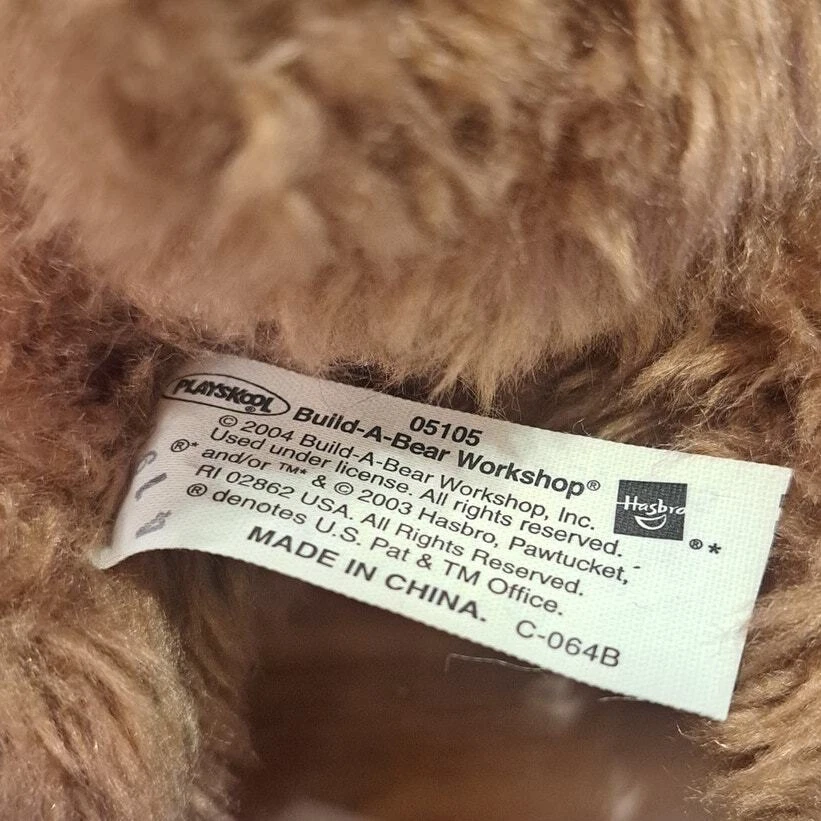 PLAYSKOOL®
05105
Build-A-Bear Workshop®
© 2004 Build-A-Bear Workshop, Inc.
Used under license. All rights reserved.
®* and/or ™* & © 2003 Hasbro, Pawtucket,
RI 02862 USA. All Rights Reserved.
® denotes U.S. Pat & TM Office.
MADE IN CHINA.
C-064B
Hasbro
®*